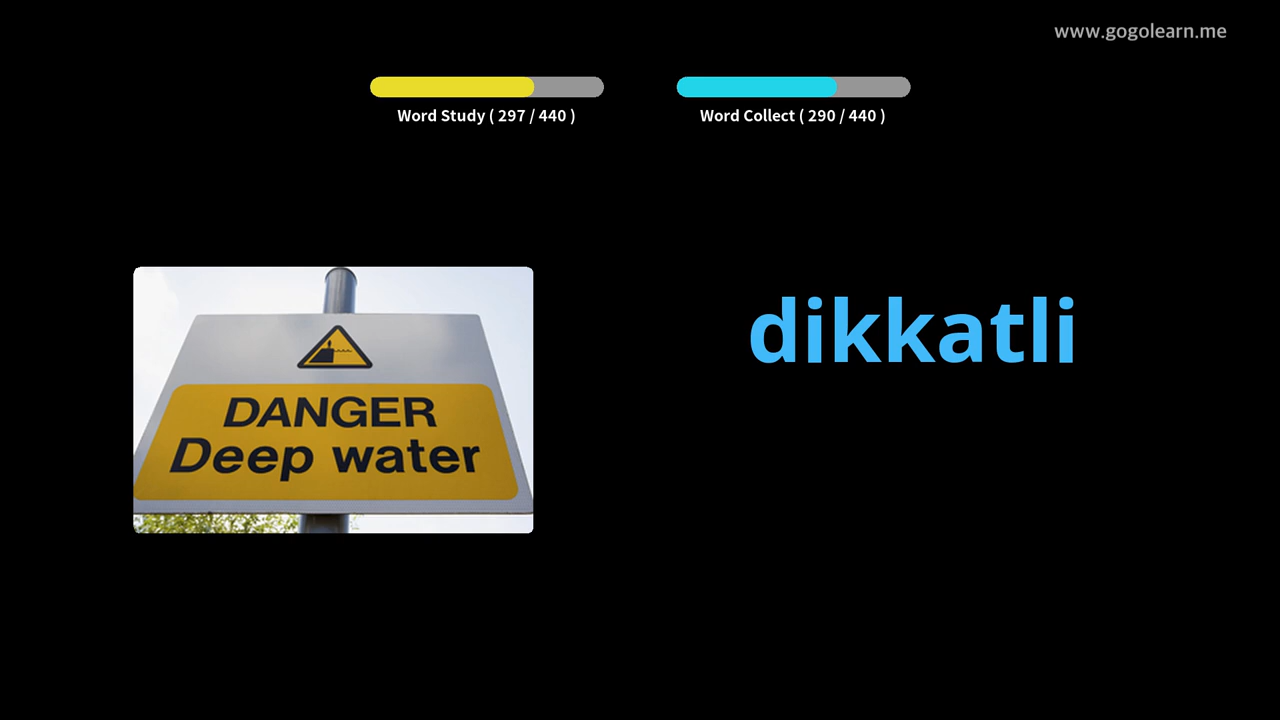 www.gogolearn.me
Word Study ( 297 / 440 )
Word Collect ( 290 / 440 )
DANGER
Deep water
dikkatli